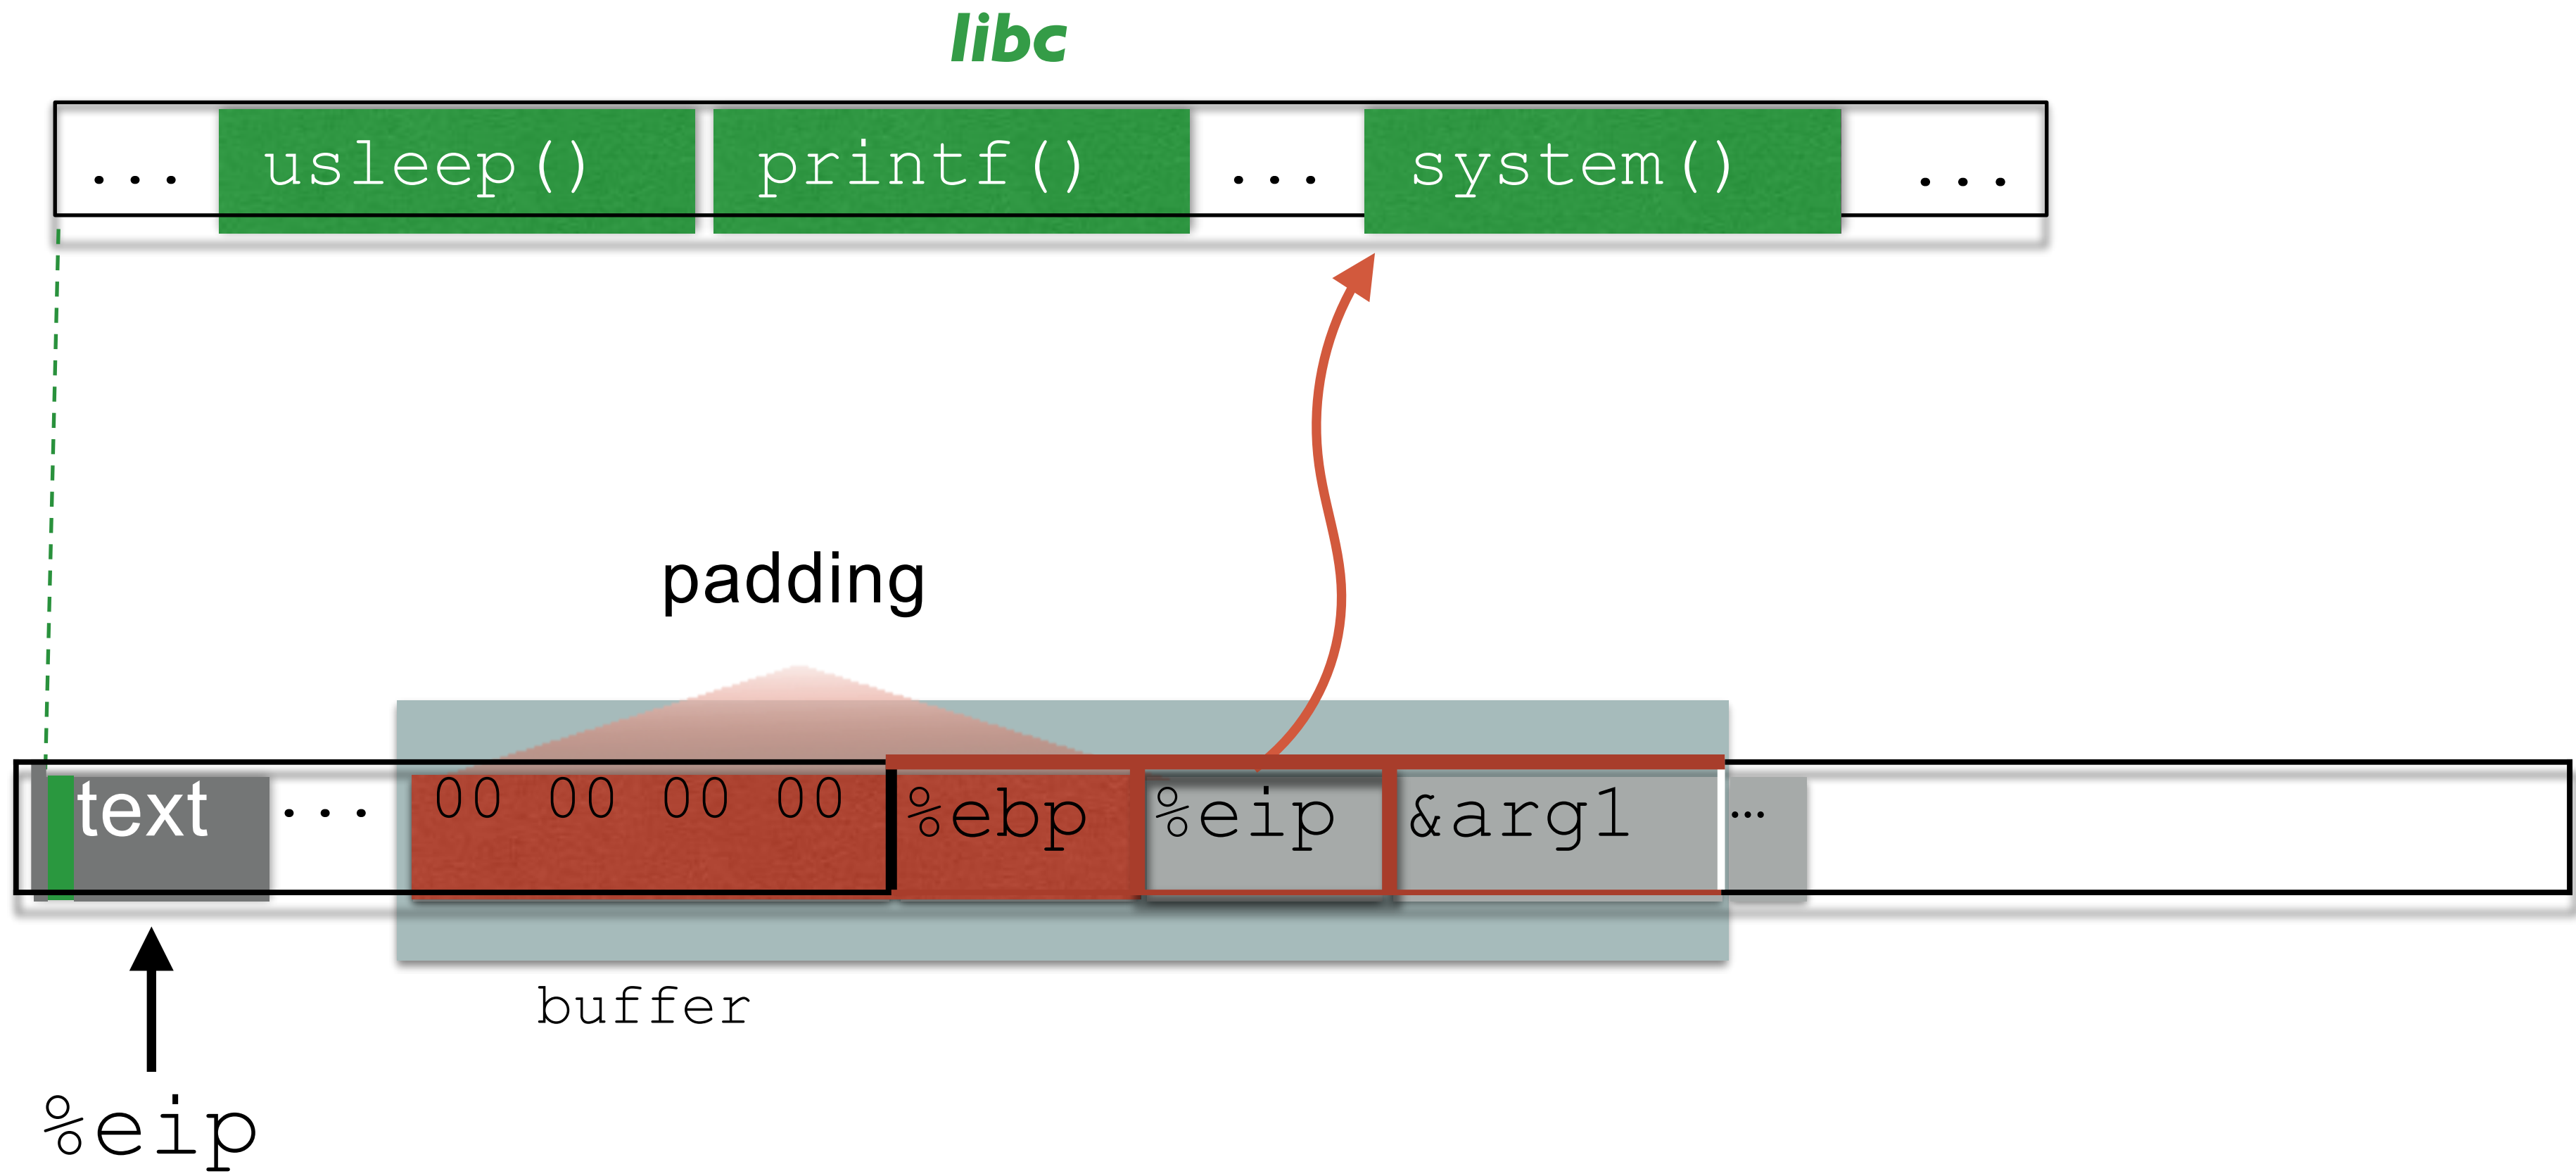 libc
... usleep() printf() ... system() ...
padding
text ... 00 00 00 00 %ebp %eip &arg1 ...
buffer
%eip